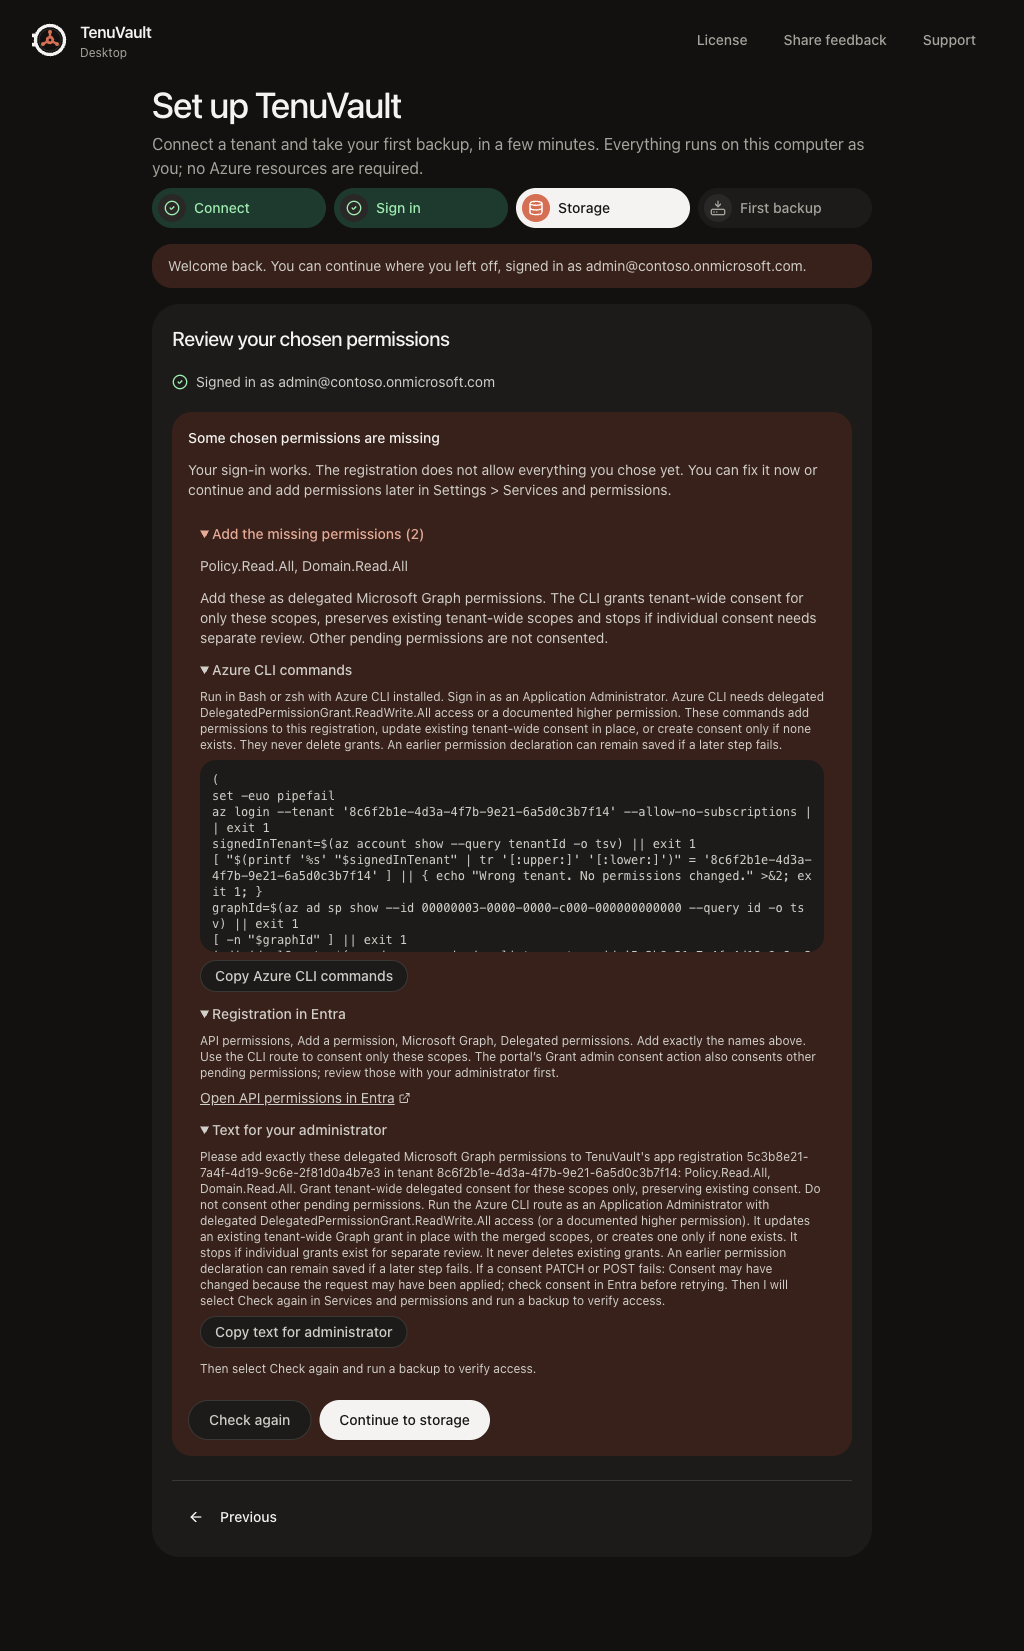 TenuVault
Desktop
License
Share feedback
Support
Set up TenuVault
Connect a tenant and take your first backup, in a few minutes. Everything runs on this computer as
you; no Azure resources are required.
Connect
Sign in
Storage
First backup
Welcome back. You can continue where you left off, signed in as admin@contoso.onmicrosoft.com.
Review your chosen permissions
Signed in as admin@contoso.onmicrosoft.com
Some chosen permissions are missing
Your sign-in works. The registration does not allow everything you chose yet. You can fix it now or
continue and add permissions later in Settings > Services and permissions.
▼ Add the missing permissions (2)
Policy.Read.All, Domain.Read.All
Add these as delegated Microsoft Graph permissions. The CLI grants tenant-wide consent for
only these scopes, preserves existing tenant-wide scopes and stops if individual consent needs
separate review. Other pending permissions are not consented.
▼ Azure CLI commands
Run in Bash or zsh with Azure CLI installed. Sign in as an Application Administrator. Azure CLI needs delegated
DelegatedPermissionGrant.ReadWrite.All access or a documented higher permission. These commands add
permissions to this registration, update existing tenant-wide consent in place, or create consent only if none
exists. They never delete grants. An earlier permission declaration can remain saved if a later step fails.
(
set -euo pipefail
az login --tenant '8c6f2b1e-4d3a-4f7b-9e21-6a5d0c3b7f14' --allow-no-subscriptions |
| exit 1
signedInTenant=$(az account show --query tenantId -o tsv) || exit 1
[ "$(printf '%s' "$signedInTenant" | tr '[:upper:]' '[:lower:]')" = '8c6f2b1e-4d3a-
4f7b-9e21-6a5d0c3b7f14' ] || { echo "Wrong tenant. No permissions changed." >&2; ex
it 1; }
graphId=$(az ad sp show --id 00000003-0000-0000-c000-000000000000 --query id -o ts
v) || exit 1
[ -n "$graphId" ] || exit 1
Copy Azure CLI commands
▼ Registration in Entra
API permissions, Add a permission, Microsoft Graph, Delegated permissions. Add exactly the names above.
Use the CLI route to consent only these scopes. The portal's Grant admin consent action also consents other
pending permissions; review those with your administrator first.
Open API permissions in Entra
▼ Text for your administrator
Please add exactly these delegated Microsoft Graph permissions to TenuVault's app registration 5c3b8e21-
7a4f-4d19-9c6e-2f81d0a4b7e3 in tenant 8c6f2b1e-4d3a-4f7b-9e21-6a5d0c3b7f14: Policy.Read.All,
Domain.Read.All. Grant tenant-wide delegated consent for these scopes only, preserving existing consent. Do
not consent other pending permissions. Run the Azure CLI route as an Application Administrator with
delegated DelegatedPermissionGrant.ReadWrite.All access (or a documented higher permission). It updates
an existing tenant-wide Graph grant in place with the merged scopes, or creates one only if none exists. It
stops if individual grants exist for separate review. It never deletes existing grants. An earlier permission
declaration can remain saved if a later step fails. If a consent PATCH or POST fails: Consent may have
changed because the request may have been applied; check consent in Entra before retrying. Then I will
select Check again in Services and permissions and run a backup to verify access.
Copy text for administrator
Then select Check again and run a backup to verify access.
Check again
Continue to storage
Previous